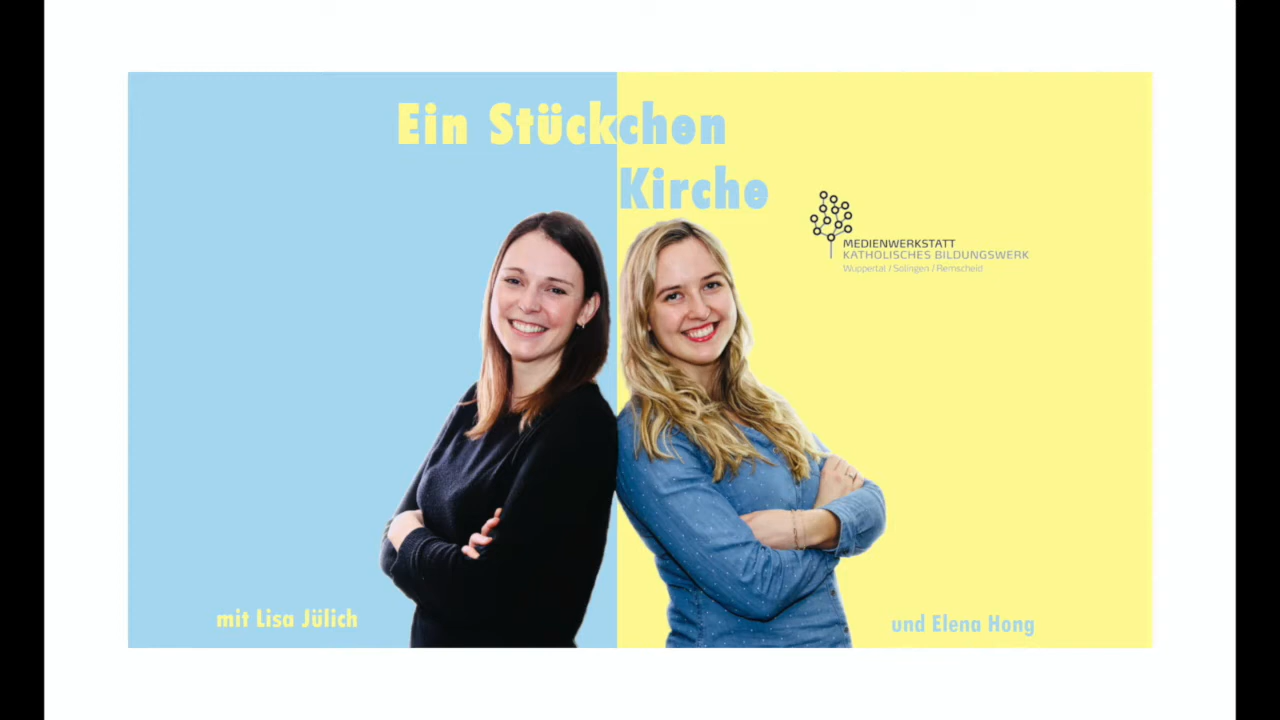 Ein Stückchen
Kirche
MEDIENWERKSTATT
KATHOLISCHES BILDUNGSWERK
Wuppertal / Solingen / Remscheid
mit Lisa Jülich
und Elena Hong